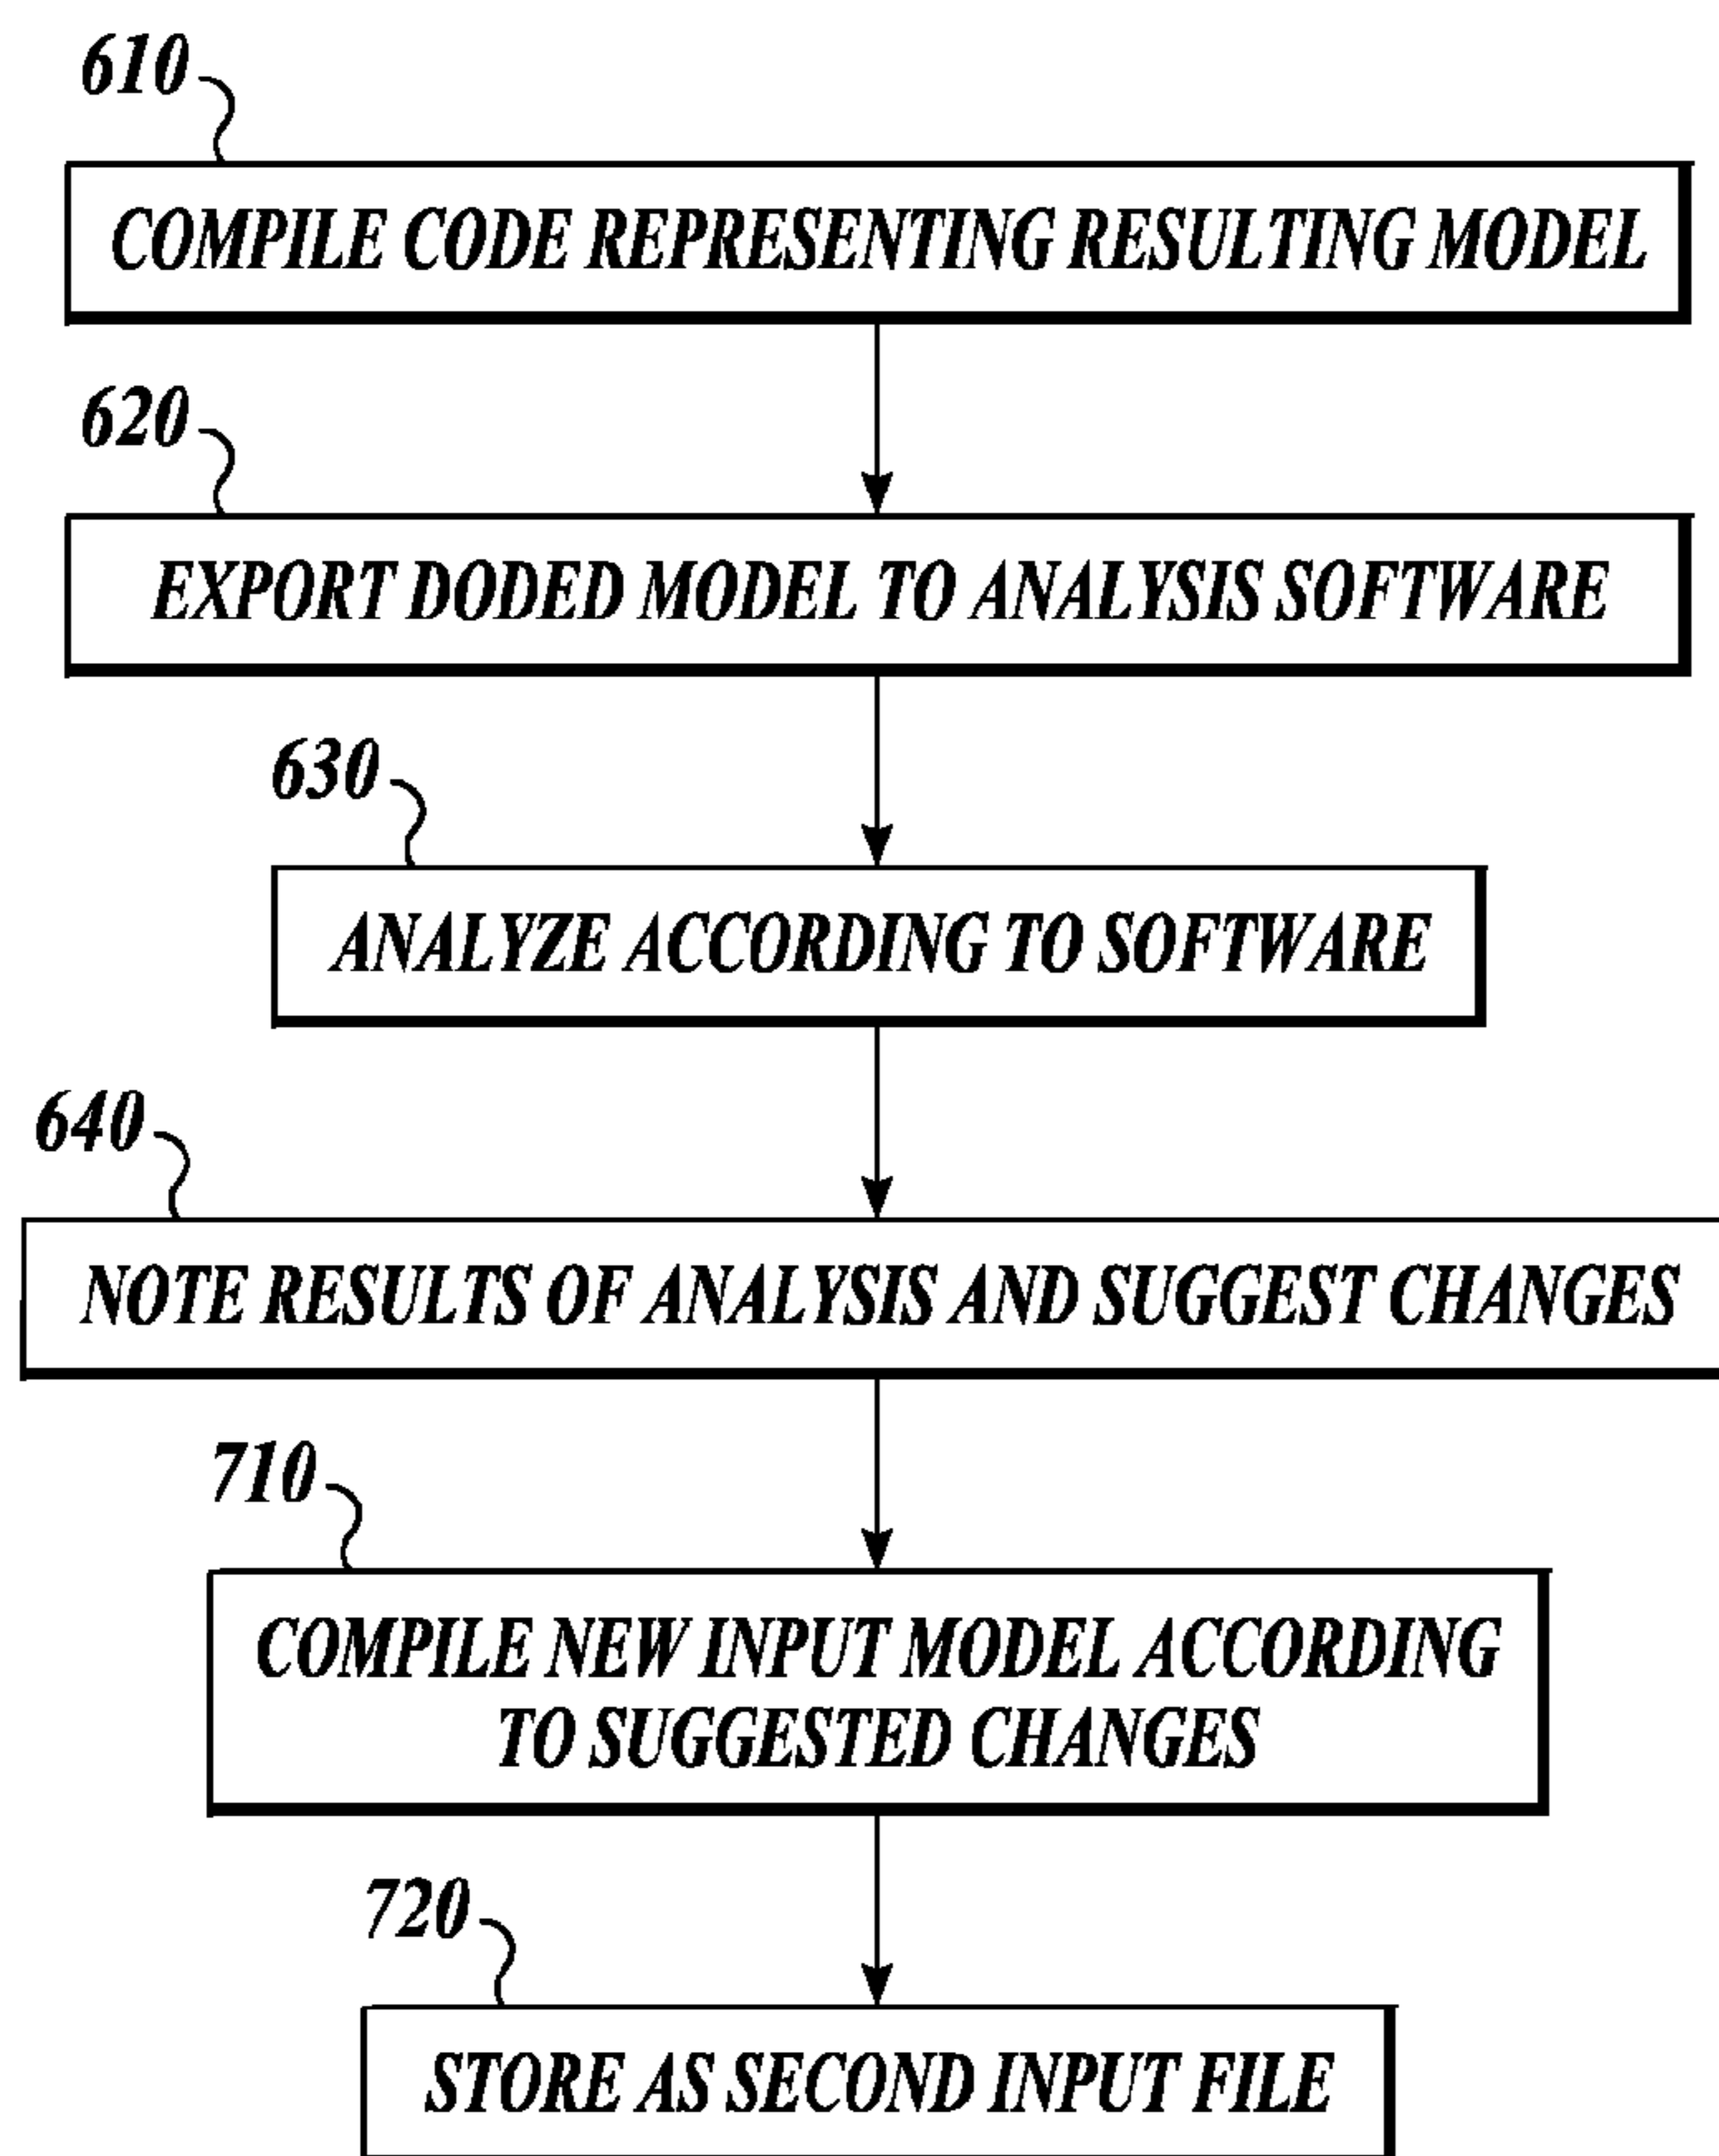 610
COMPILE CODE REPRESENTING RESULTING MODEL
620
EXPORT DODED MODEL TO ANALYSIS SOFTWARE
630
ANALYZE ACCORDING TO SOFTWARE
640
NOTE RESULTS OF ANALYSIS AND SUGGEST CHANGES
710
COMPILE NEW INPUT MODEL ACCORDING
TO SUGGESTED CHANGES
720
STORE AS SECOND INPUT FILE